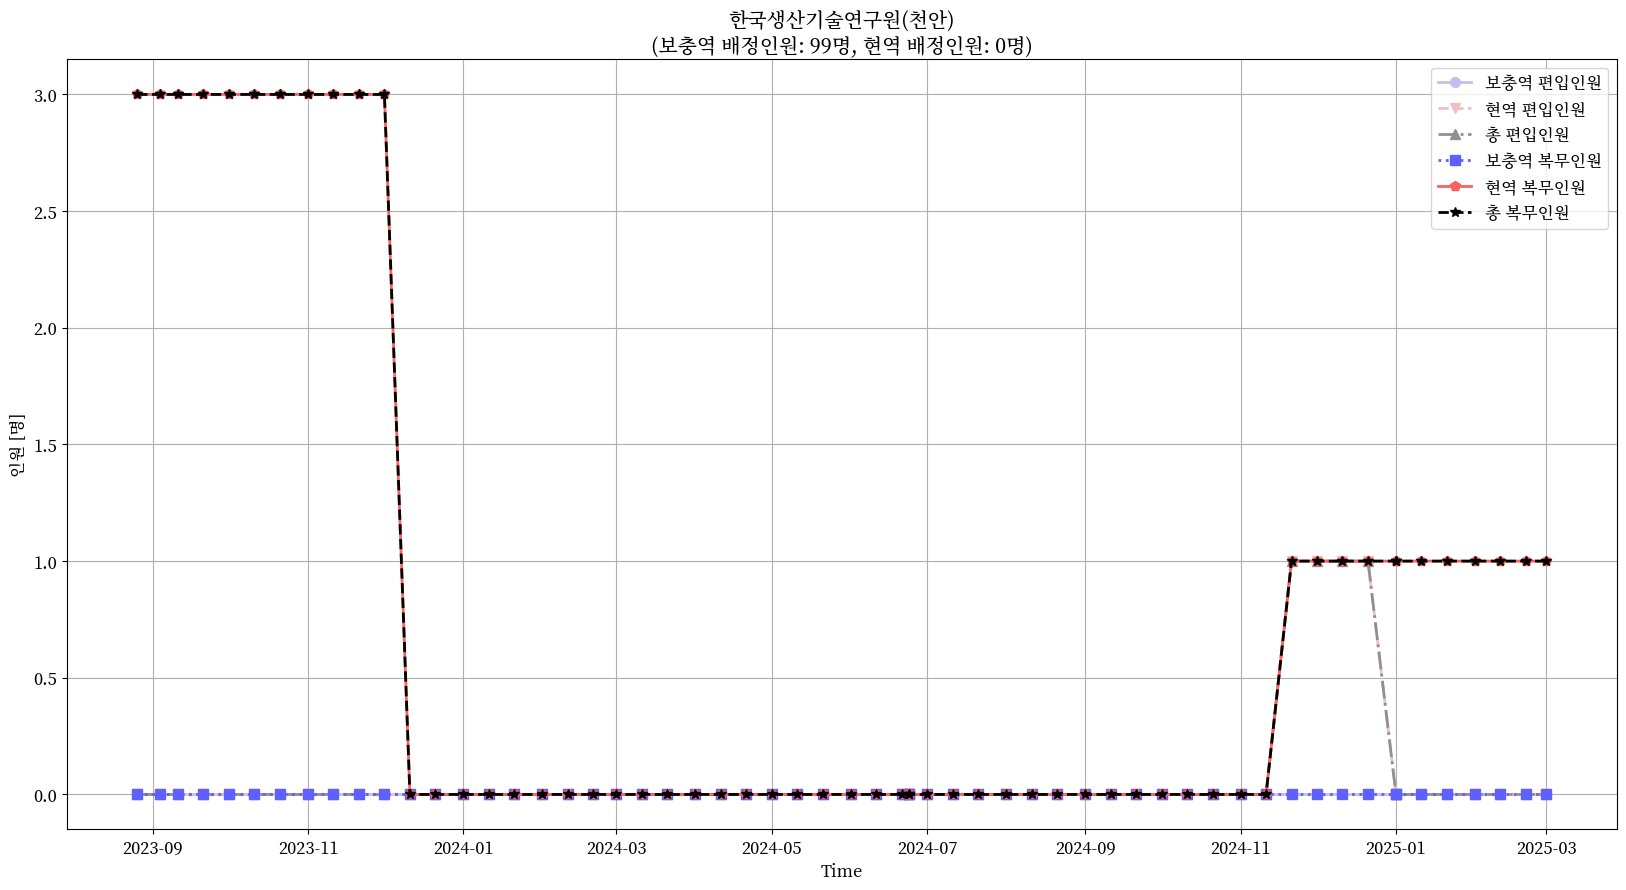 한국생산기술연구원(천안)
(보충역 배정인원: 99명, 현역 배정인원: 0명)
보충역 편입인원
현역 편입인원
총 편입인원
보충역 복무인원
현역 복무인원
총 복무인원
3.0
2.5
2.0
1.5
1.0
0.5
0.0
인원 [명]
2023-09
2023-11
2024-01
2024-03
2024-05
2024-07
2024-09
2024-11
2025-01
2025-03
Time